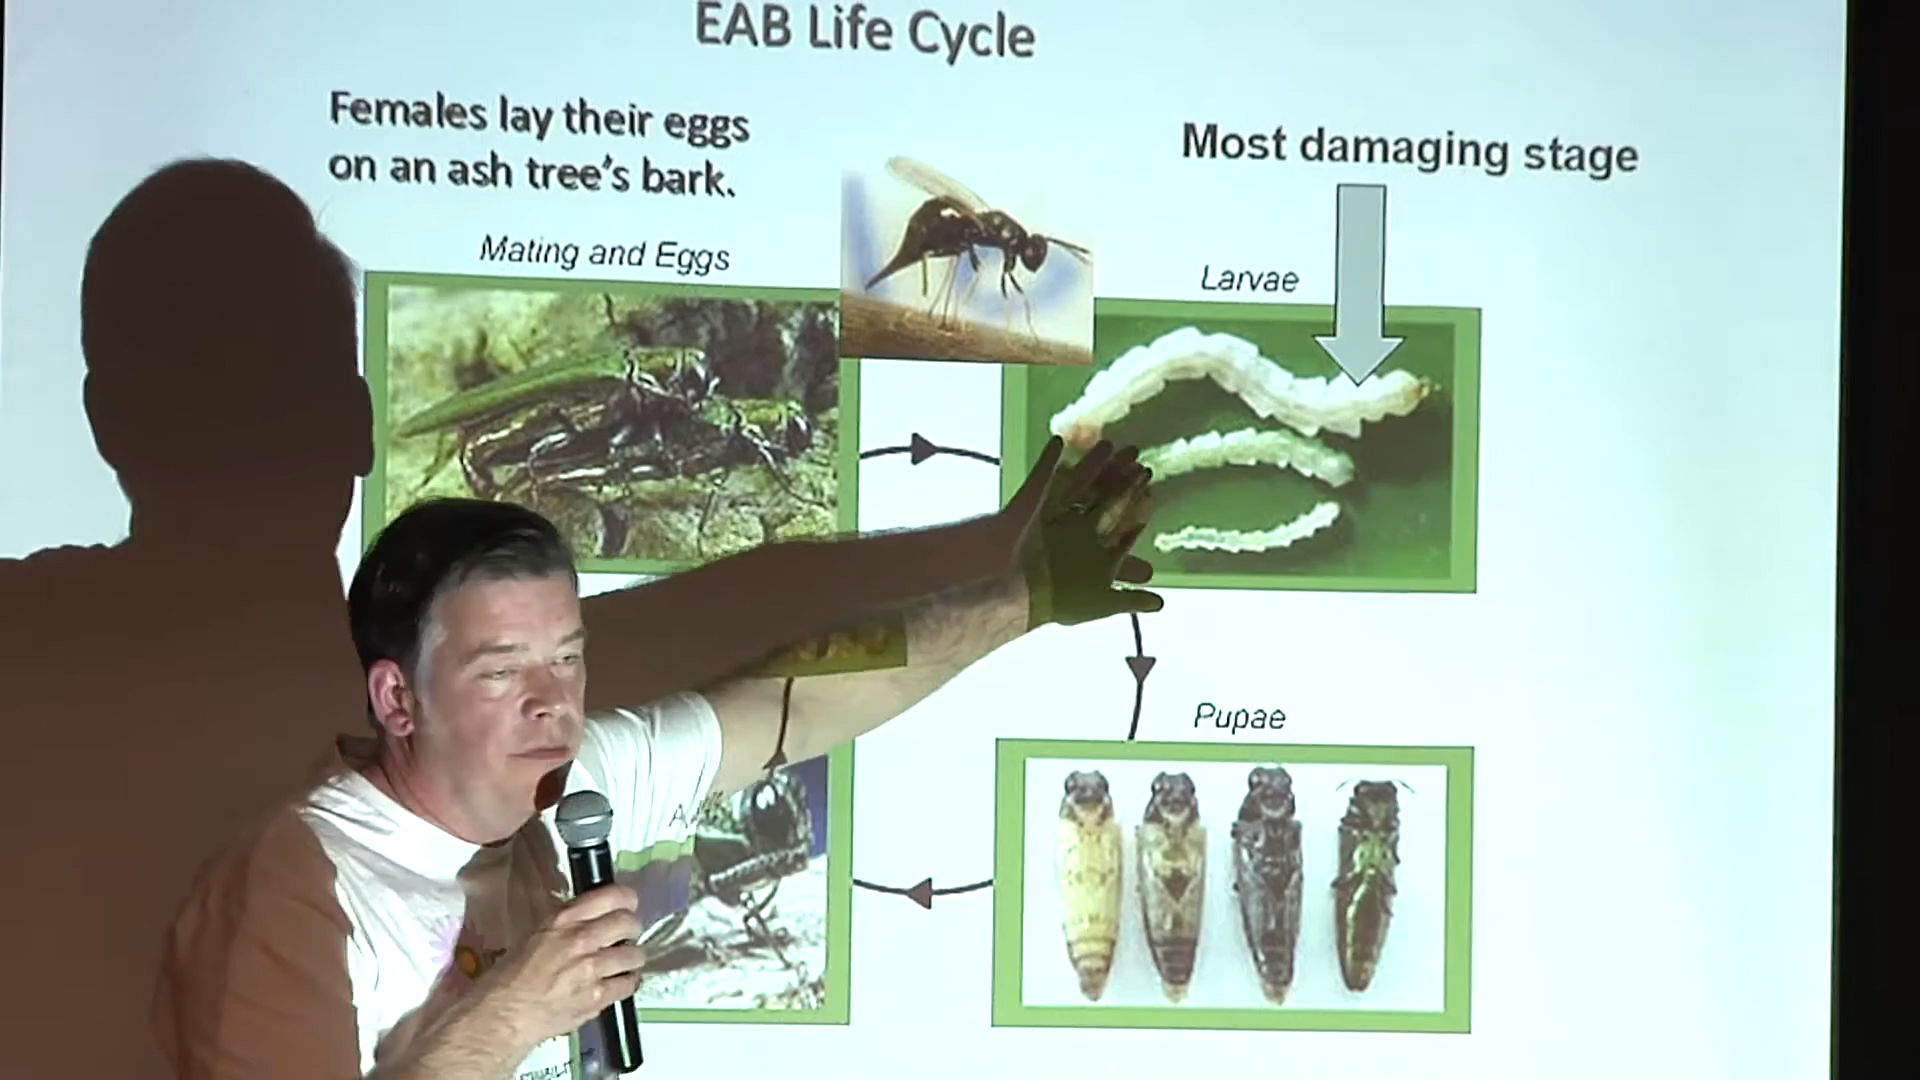 EAB Life Cycle
Females lay their eggs
on an ash tree's bark.
Most damaging stage
Mating and Eggs
Larvae
Pupae